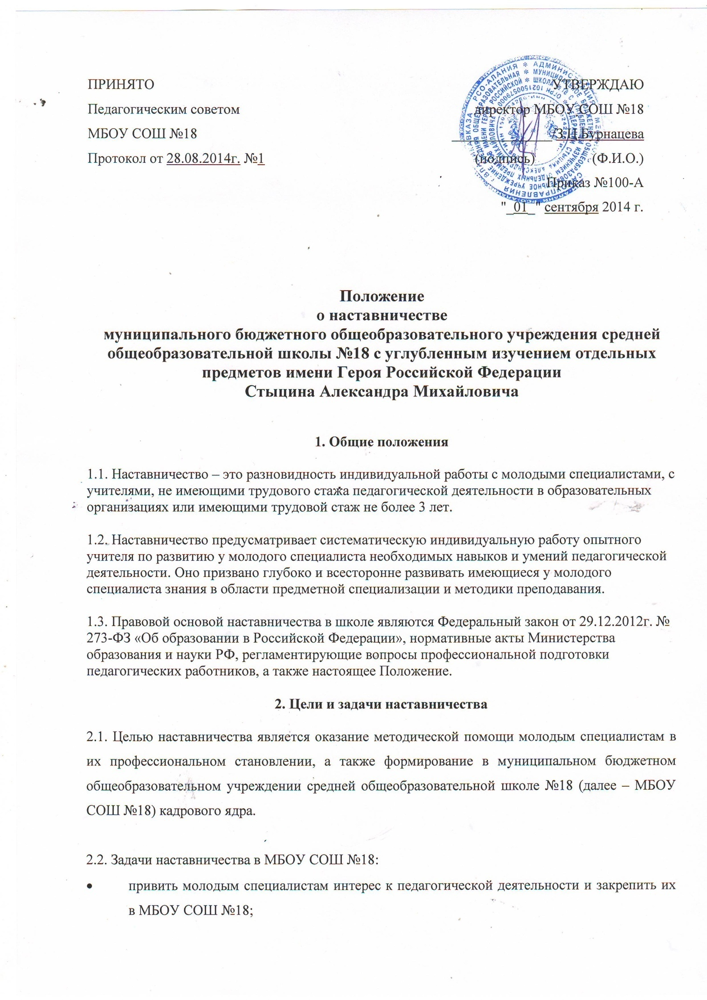 ПРИНЯТО
Педагогическим советом
МБОУ СОШ №18
Протокол от 28.08.2014г. №1
УТВЕРЖДАЮ
директор МБОУ СОШ №18
/З.Ц.Бурнацева
(подпись) (Ф.И.О.)
Приказ №100-А
"_01_" сентября 2014 г.
Положение
о наставничестве
муниципального бюджетного общеобразовательного учреждения средней
общеобразовательной школы №18 с углубленным изучением отдельных
предметов имени Героя Российской Федерации
Стыцина Александра Михайловича
1. Общие положения
1.1. Наставничество – это разновидность индивидуальной работы с молодыми специалистами, с
учителями, не имеющими трудового стажа педагогической деятельности в образовательных
организациях или имеющими трудовой стаж не более 3 лет.
1.2. Наставничество предусматривает систематическую индивидуальную работу опытного
учителя по развитию у молодого специалиста необходимых навыков и умений педагогической
деятельности. Оно призвано глубоко и всесторонне развивать имеющиеся у молодого
специалиста знания в области предметной специализации и методики преподавания.
1.3. Правовой основой наставничества в школе являются Федеральный закон от 29.12.2012г. №
273-ФЗ «Об образовании в Российской Федерации», нормативные акты Министерства
образования и науки РФ, регламентирующие вопросы профессиональной подготовки
педагогических работников, а также настоящее Положение.
2. Цели и задачи наставничества
2.1. Целью наставничества является оказание методической помощи молодым специалистам в
их профессиональном становлении, а также формирование в муниципальном бюджетном
общеобразовательном учреждении средней общеобразовательной школе №18 (далее – МБОУ
СОШ №18) кадрового ядра.
2.2. Задачи наставничества в МБОУ СОШ №18:
• привить молодым специалистам интерес к педагогической деятельности и закрепить их
в МБОУ СОШ №18;